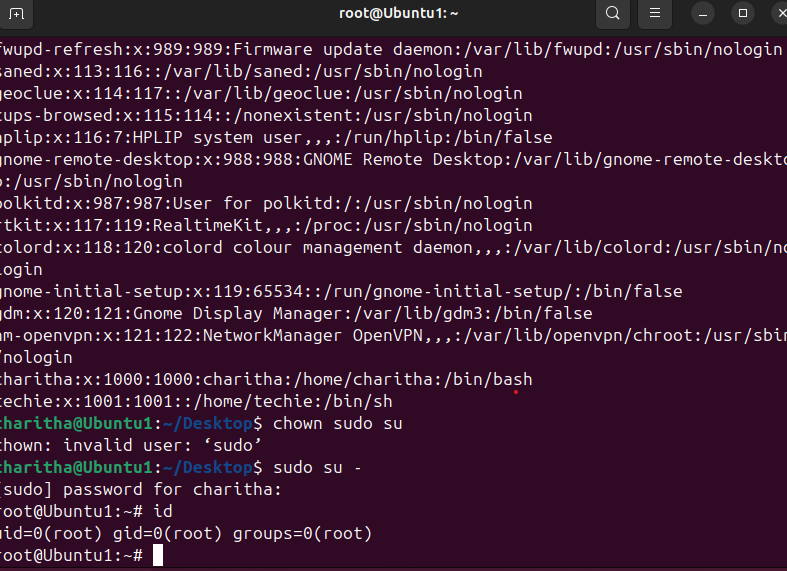 root@Ubuntu1: ~
fwupd-refresh:x:989:989:Firmware update daemon:/var/lib/fwupd:/usr/sbin/nologin
saned:x:113:116::/var/lib/saned:/usr/sbin/nologin
geoclue:x:114:117::/var/lib/geoclue:/usr/sbin/nologin
cups-browsed:x:115:114::/nonexistent:/usr/sbin/nologin
hplip:x:116:7:HPLIP system user,,,:/run/hplip:/bin/false
gnome-remote-desktop:x:988:988:GNOME Remote Desktop:/var/lib/gnome-remote-deskto
p:/usr/sbin/nologin
polkitd:x:987:987:User for polkitd:/:/usr/sbin/nologin
rtkit:x:117:119:RealtimeKit,,,:/proc:/usr/sbin/nologin
colord:x:118:120:colord colour management daemon,,,:/var/lib/colord:/usr/sbin/no
login
gnome-initial-setup:x:119:65534::/run/gnome-initial-setup/:/bin/false
gdm:x:120:121:Gnome Display Manager:/var/lib/gdm3:/bin/false
nm-openvpn:x:121:122:NetworkManager OpenVPN,,,:/var/lib/openvpn/chroot:/usr/sbin
/nologin
charitha:x:1000:1000:charitha:/home/charitha:/bin/bash
techie:x:1001:1001::/home/techie:/bin/sh
charitha@Ubuntu1:~/Desktop$ chown sudo su
chown: invalid user: ‘sudo’
charitha@Ubuntu1:~/Desktop$ sudo su -
[sudo] password for charitha:
root@Ubuntu1:~# id
uid=0(root) gid=0(root) groups=0(root)
root@Ubuntu1:~#